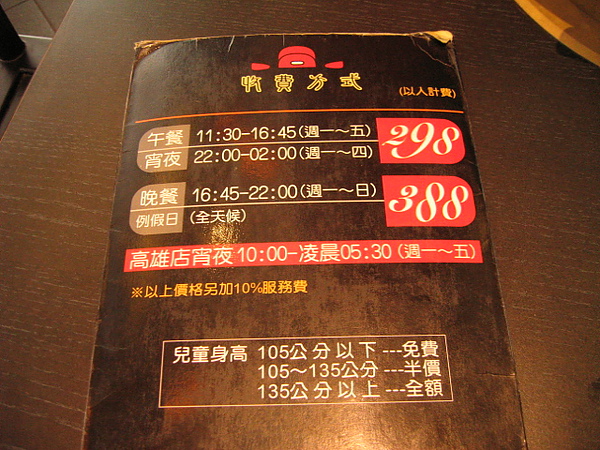 收費方式
(以人計費)
午餐 11:30-16:45(週一～五)
298
宵夜 22:00-02:00(週一～四)
晚餐 16:45-22:00(週一～日)
388
例假日 (全天候)
高雄店宵夜10:00-凌晨05:30(週一～五)
※以上價格另加10%服務費
兒童身高 105公分以下---免費
105～135公分---半價
135公分以上---全額